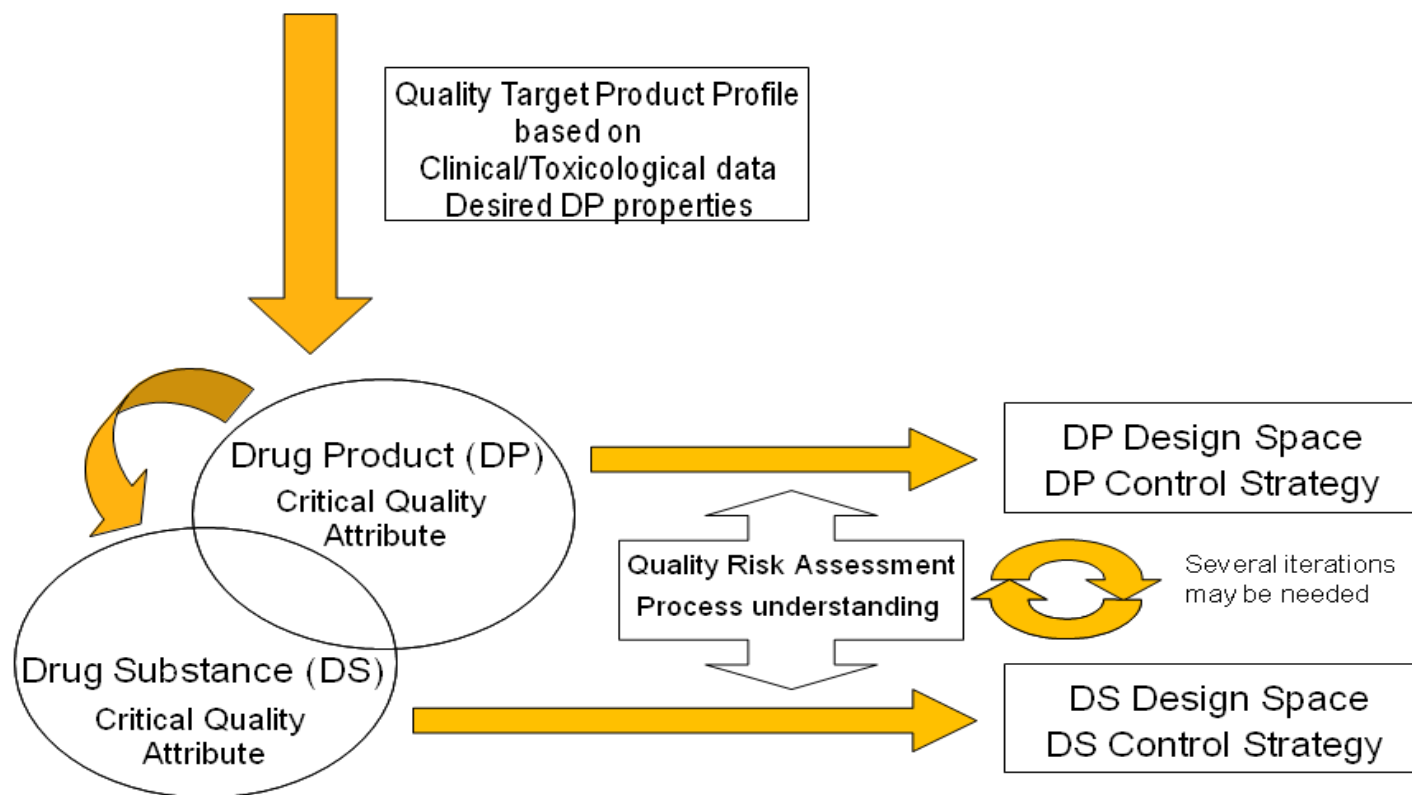 Quality Target Product Profile
based on
Clinical/Toxicological data
Desired DP properties
Drug Product (DP)
Critical Quality
Attribute
Drug Substance (DS)
Critical Quality
Attribute
DP Design Space
DP Control Strategy
Quality Risk Assessment
Process understanding
Several iterations
may be needed
DS Design Space
DS Control Strategy